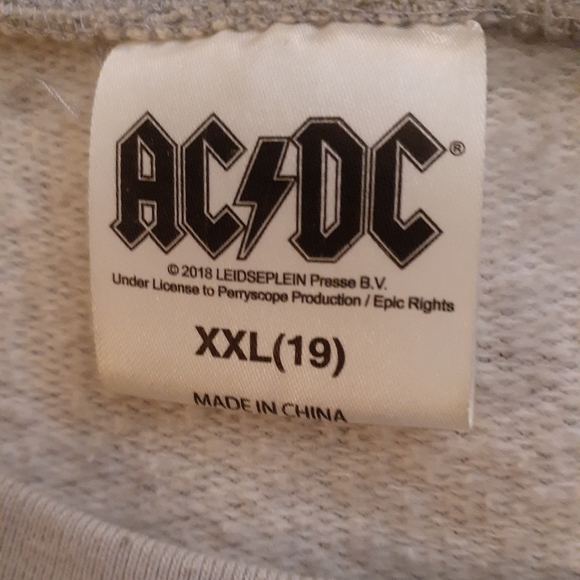 AC⚡DC®
© 2018 LEIDSEPLEIN Presse B.V.
Under License to Perryscope Production / Epic Rights
XXL(19)
MADE IN CHINA